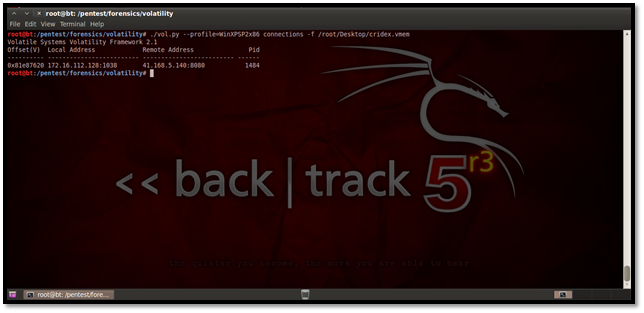 root@bt: /pentest/forensics/volatility
File Edit View Terminal Help
root@bt:/pentest/forensics/volatility# ./vol.py --profile=WinXPSP2x86 connections -f /root/Desktop/cridex.vmem
Volatile Systems Volatility Framework 2.1
Offset(V)  Local Address             Remote Address            Pid
---------- ------------------------- ------------------------- ------
0x81e87620 172.16.112.128:1038       41.168.5.140:8080         1484
root@bt:/pentest/forensics/volatility#
<< back | track 5 r3
the quieter you become, the more you are able to hear
root@bt: /pentest/fore...